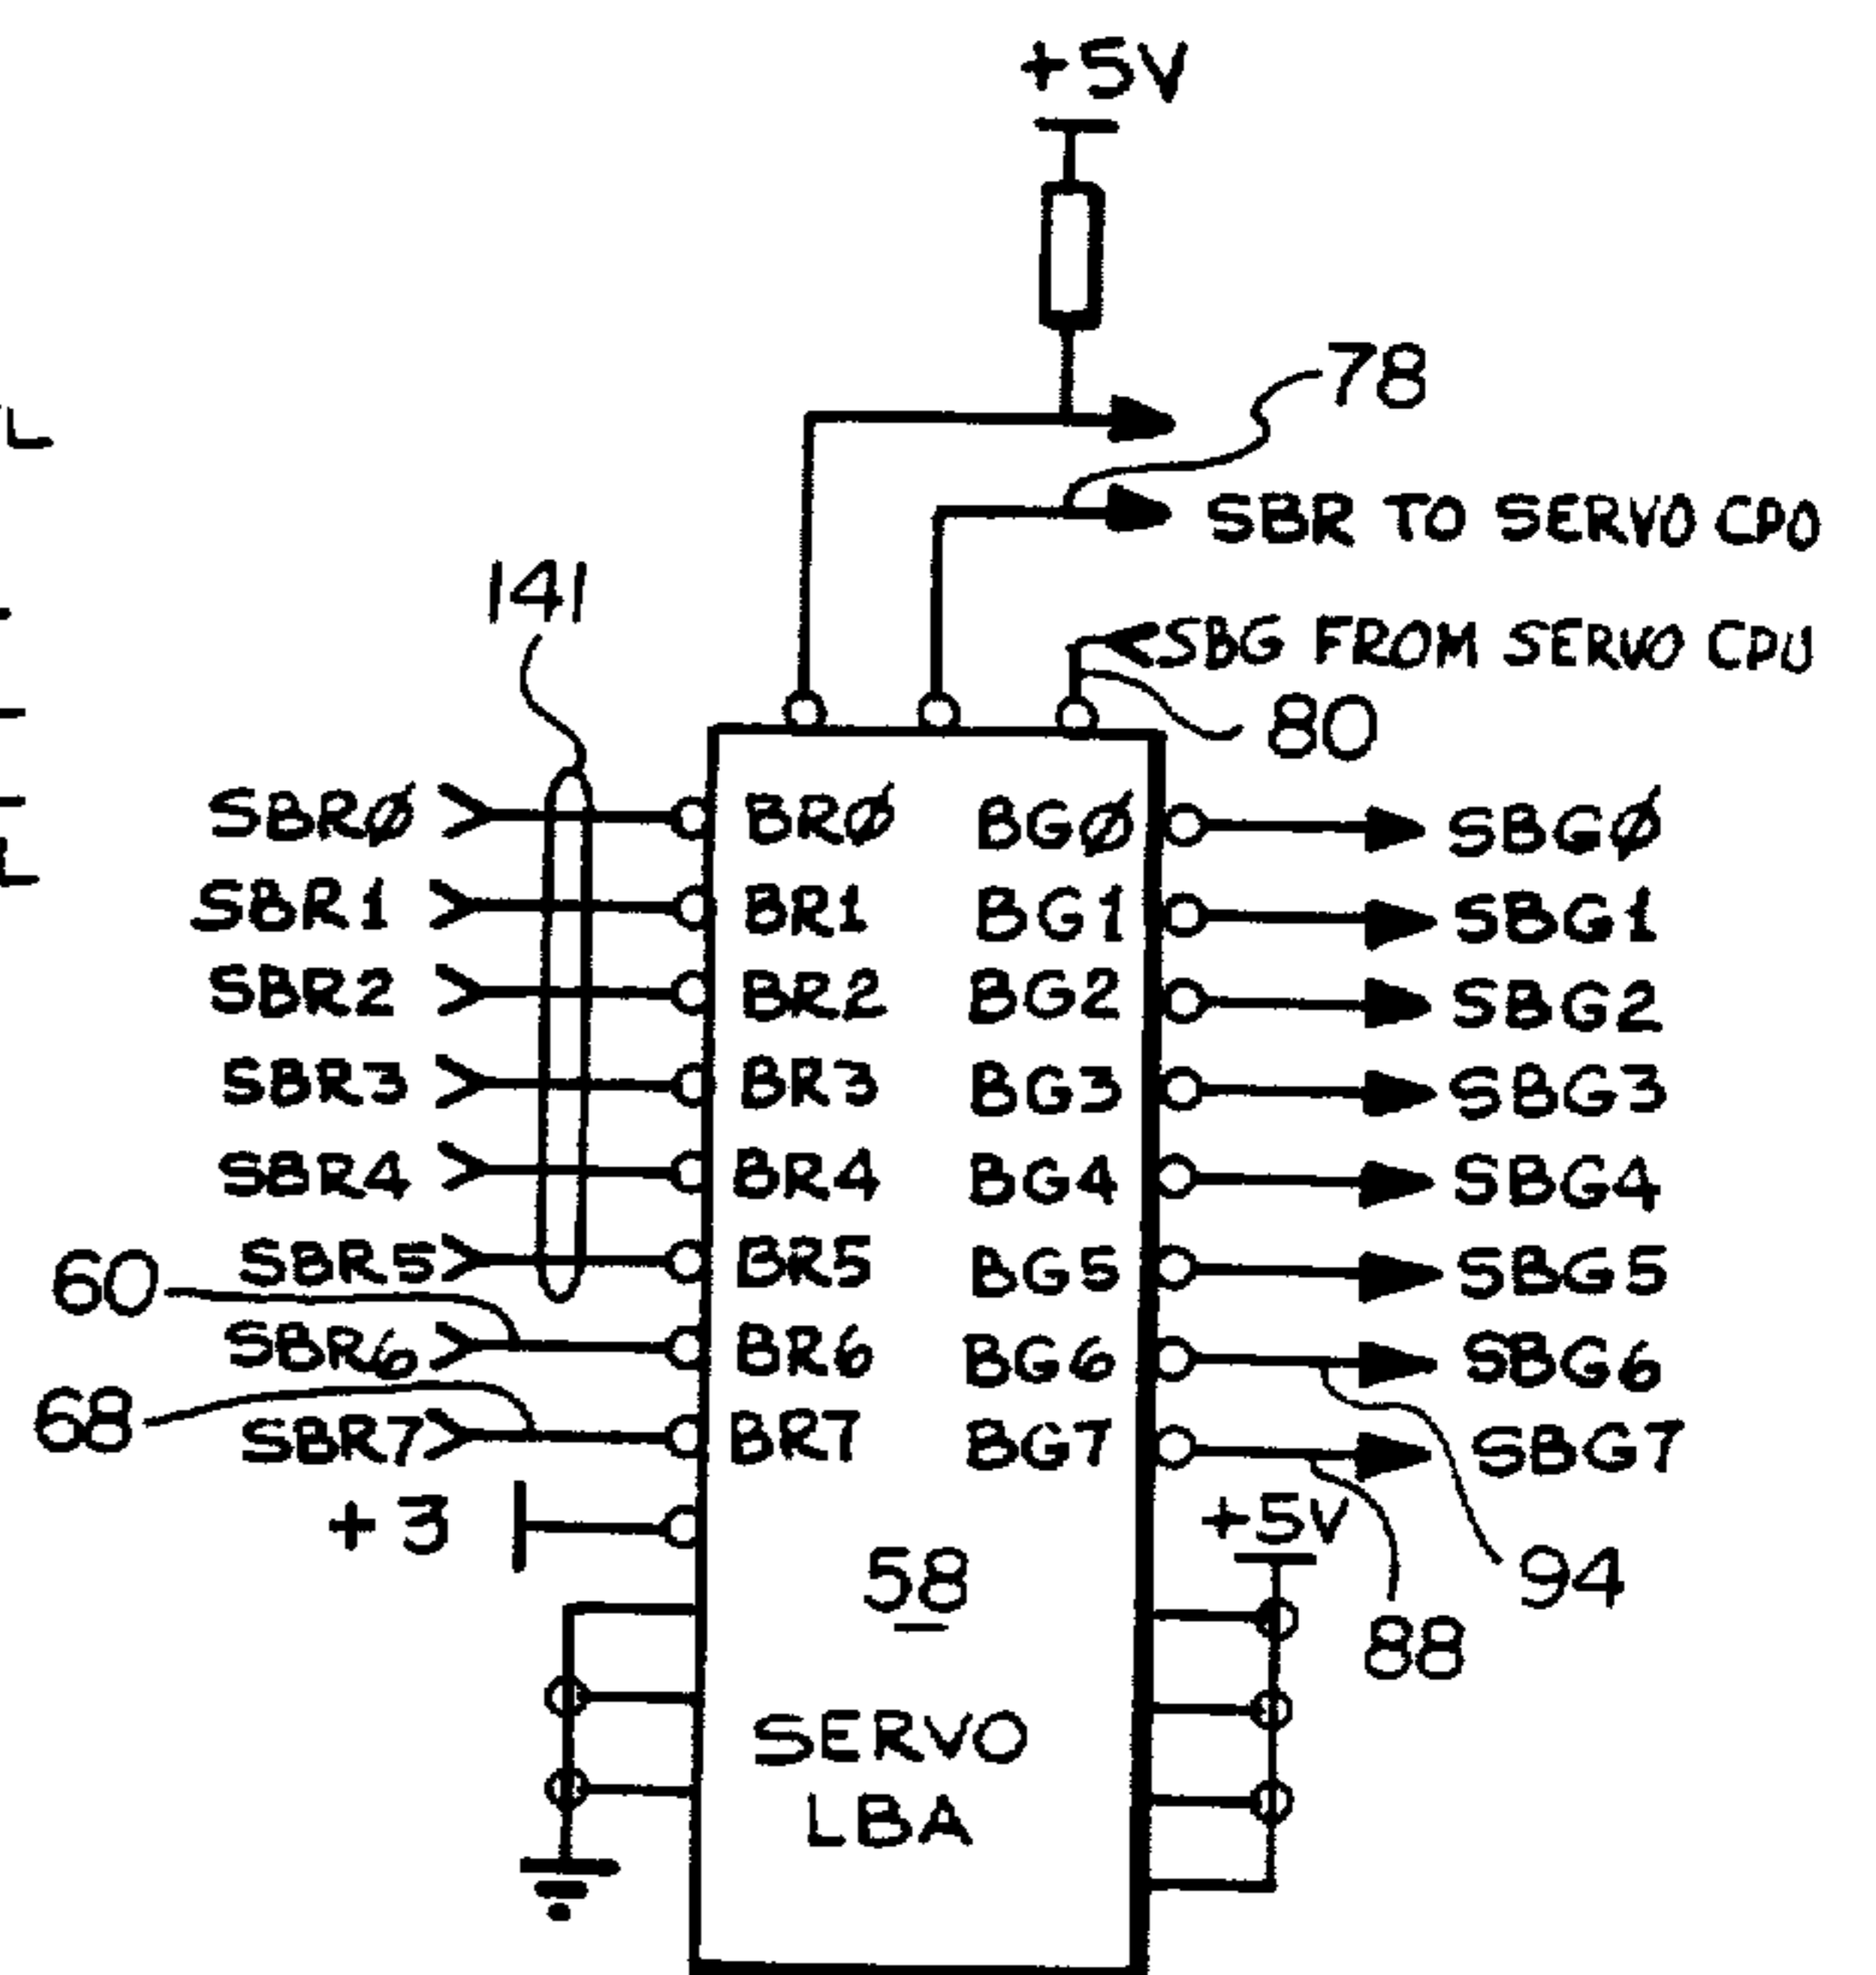 +5V
78
SBR TO SERVO CPO
141
SBG FROM SERVO CPU
80
SBRØ BRØ BGØ SBGØ
SBR1 BR1 BG1 SBG1
SBR2 BR2 BG2 SBG2
SBR3 BR3 BG3 SBG3
SBR4 BR4 BG4 SBG4
SBR5 BR5 BG5 SBG5
60
SBR6 BR6 BG6 SBG6
68
SBR7 BR7 BG7 SBG7
+3
+5V
58
94
88
SERVO
LBA